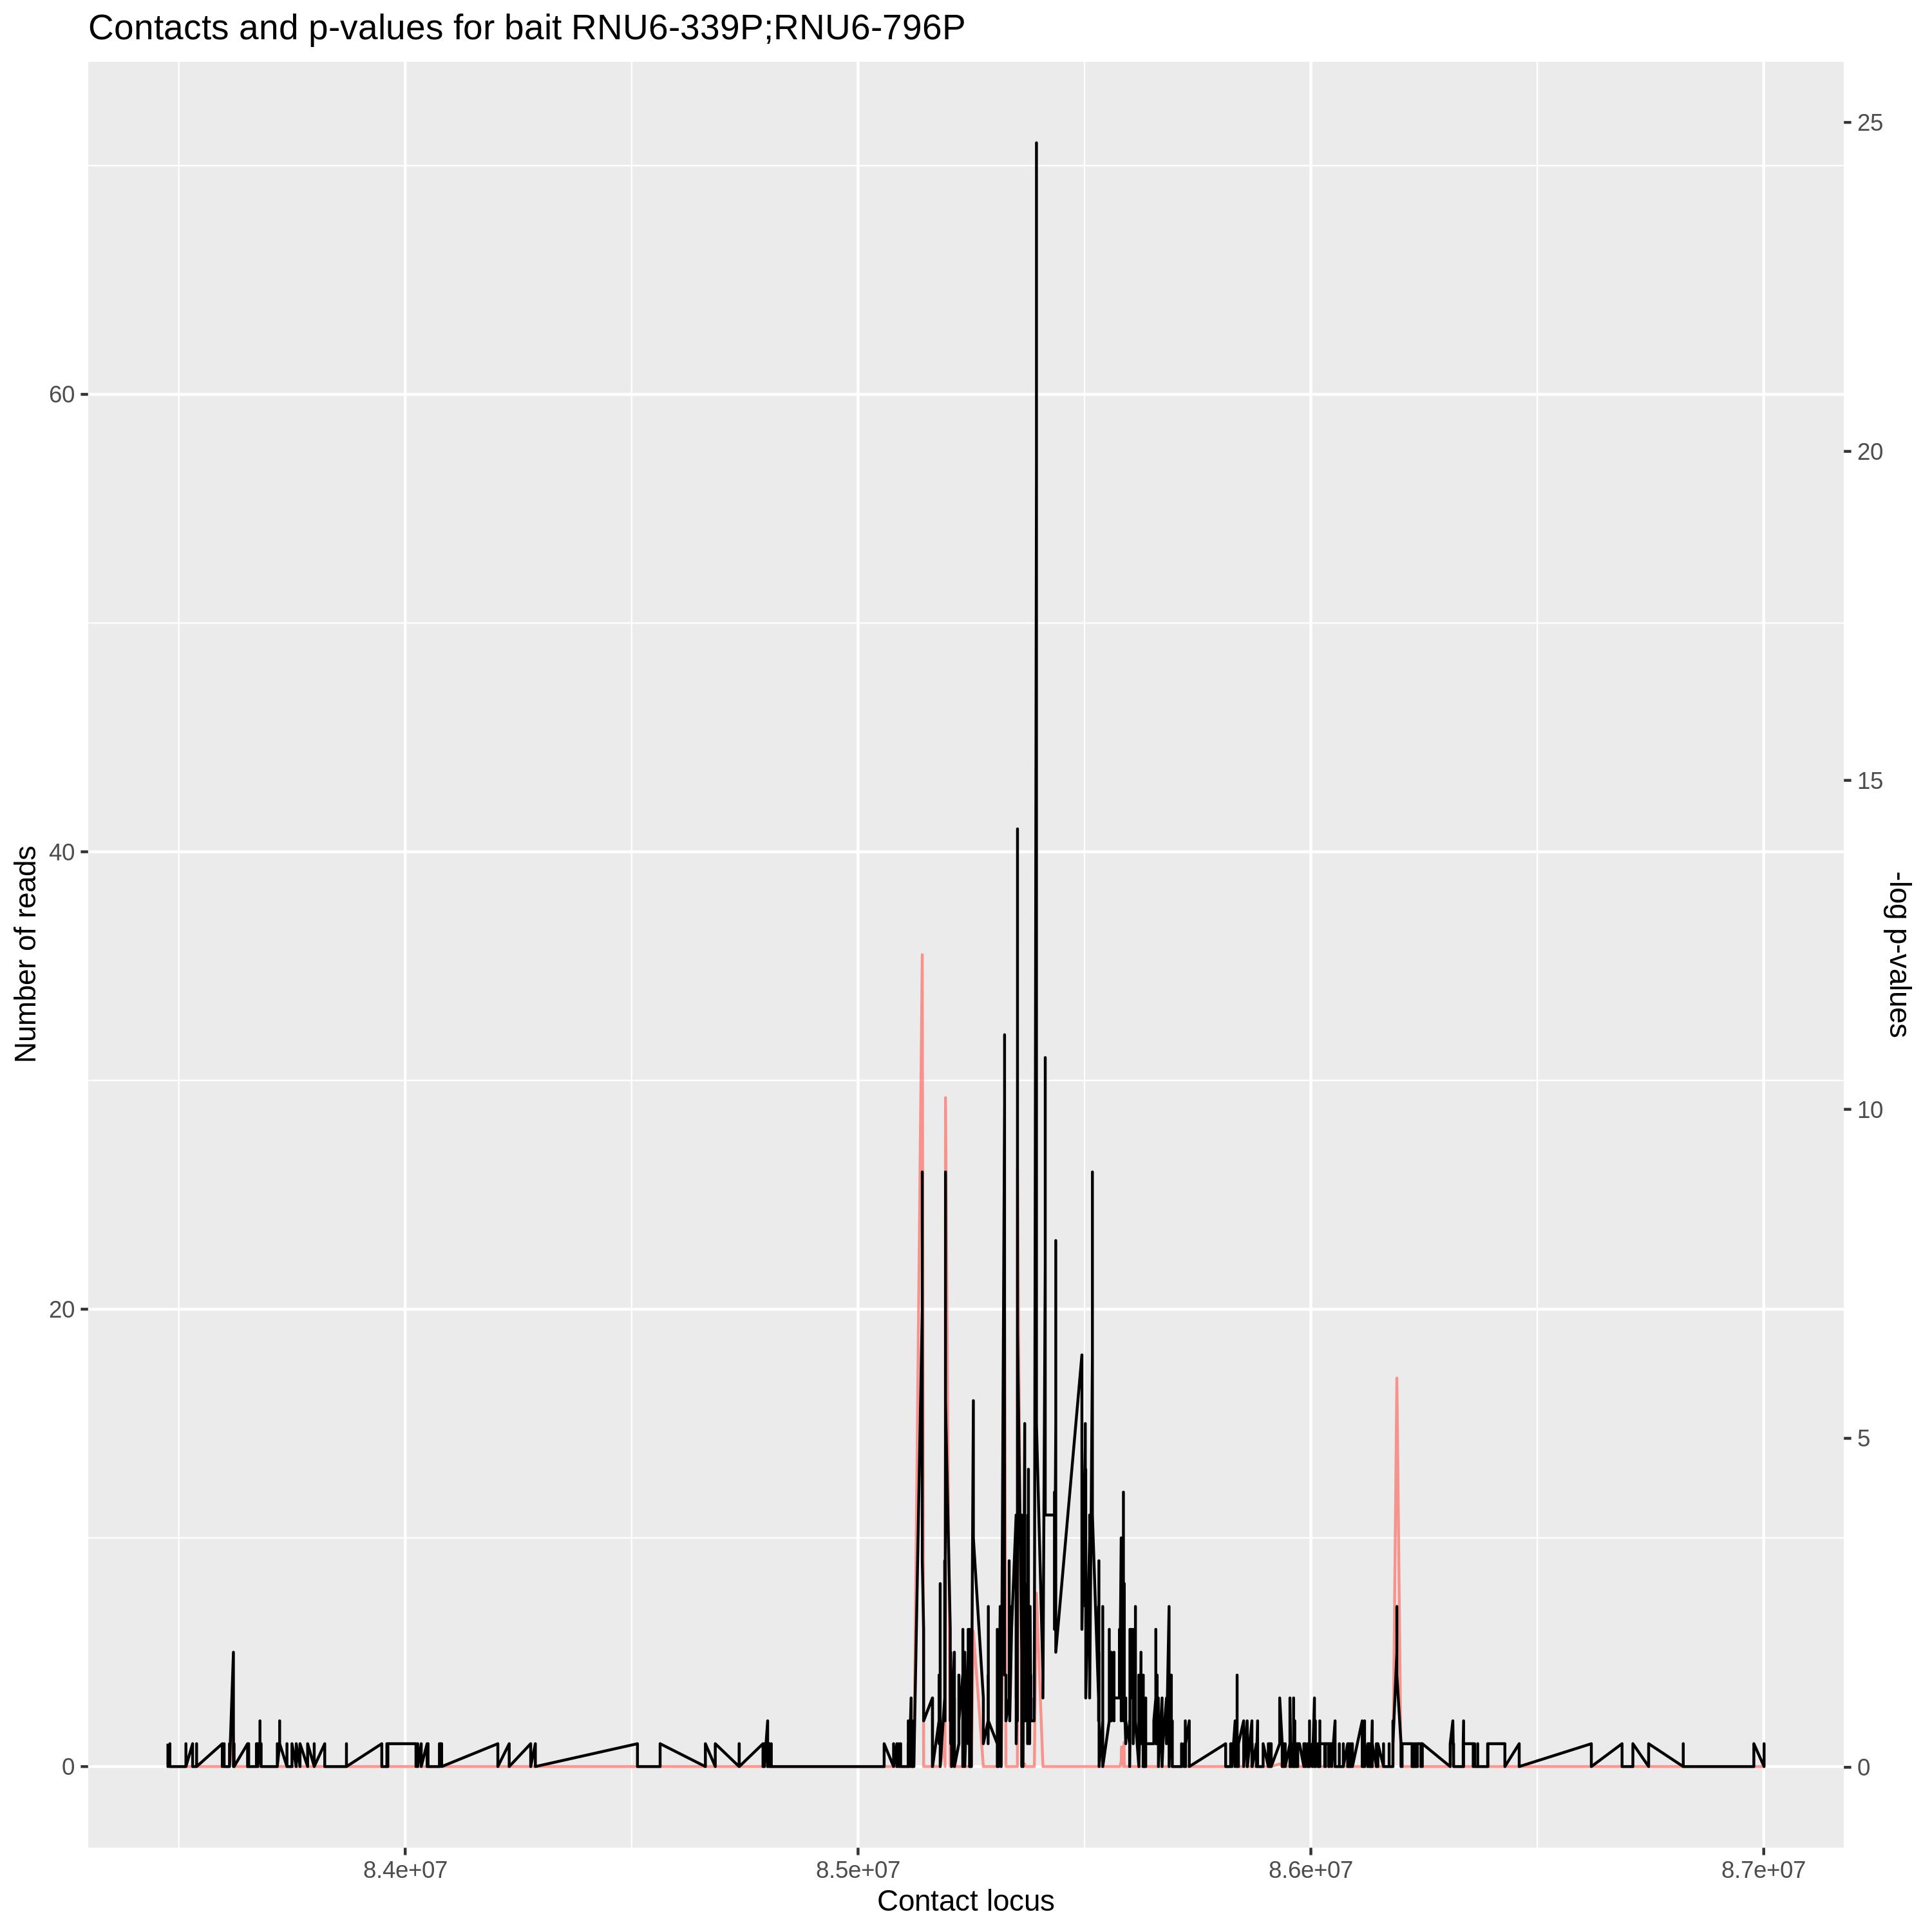 Contacts and p-values for bait RNU6-339P;RNU6-796P
Number of reads
60
40
20
0
25
20
15
10
5
0
-log p-values
8.4e+07
8.5e+07
8.6e+07
8.7e+07
Contact locus